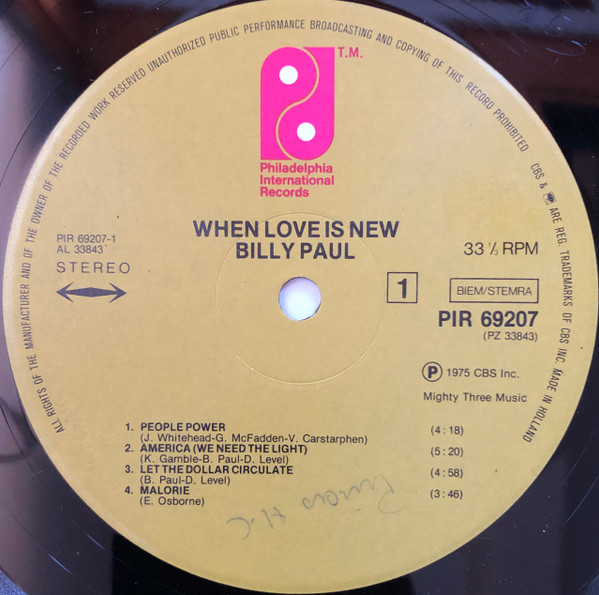 ALL RIGHTS OF THE MANUFACTURER AND OF THE OWNER OF THE RECORDED WORK RESERVED UNAUTHORIZED PUBLIC PERFORMANCE BROADCASTING AND COPYING OF THIS RECORD PROHIBITED CBS & ARE REG. TRADEMARKS OF CBS INC. MADE IN HOLLAND
T.M.
Philadelphia
International
Records
WHEN LOVE IS NEW
BILLY PAUL
PIR 69207-1
AL 33843
STEREO
33 ⅓ RPM
1
BIEM/STEMRA
PIR 69207
(PZ 33843)
Ⓟ 1975 CBS Inc.
Mighty Three Music
1. PEOPLE POWER (4:18)
(J. Whitehead-G. McFadden-V. Carstarphen)
2. AMERICA (WE NEED THE LIGHT) (5:20)
(K. Gamble-B. Paul-D. Level)
3. LET THE DOLLAR CIRCULATE (4:58)
(B. Paul-D. Level)
4. MALORIE (3:46)
(E. Osborne)